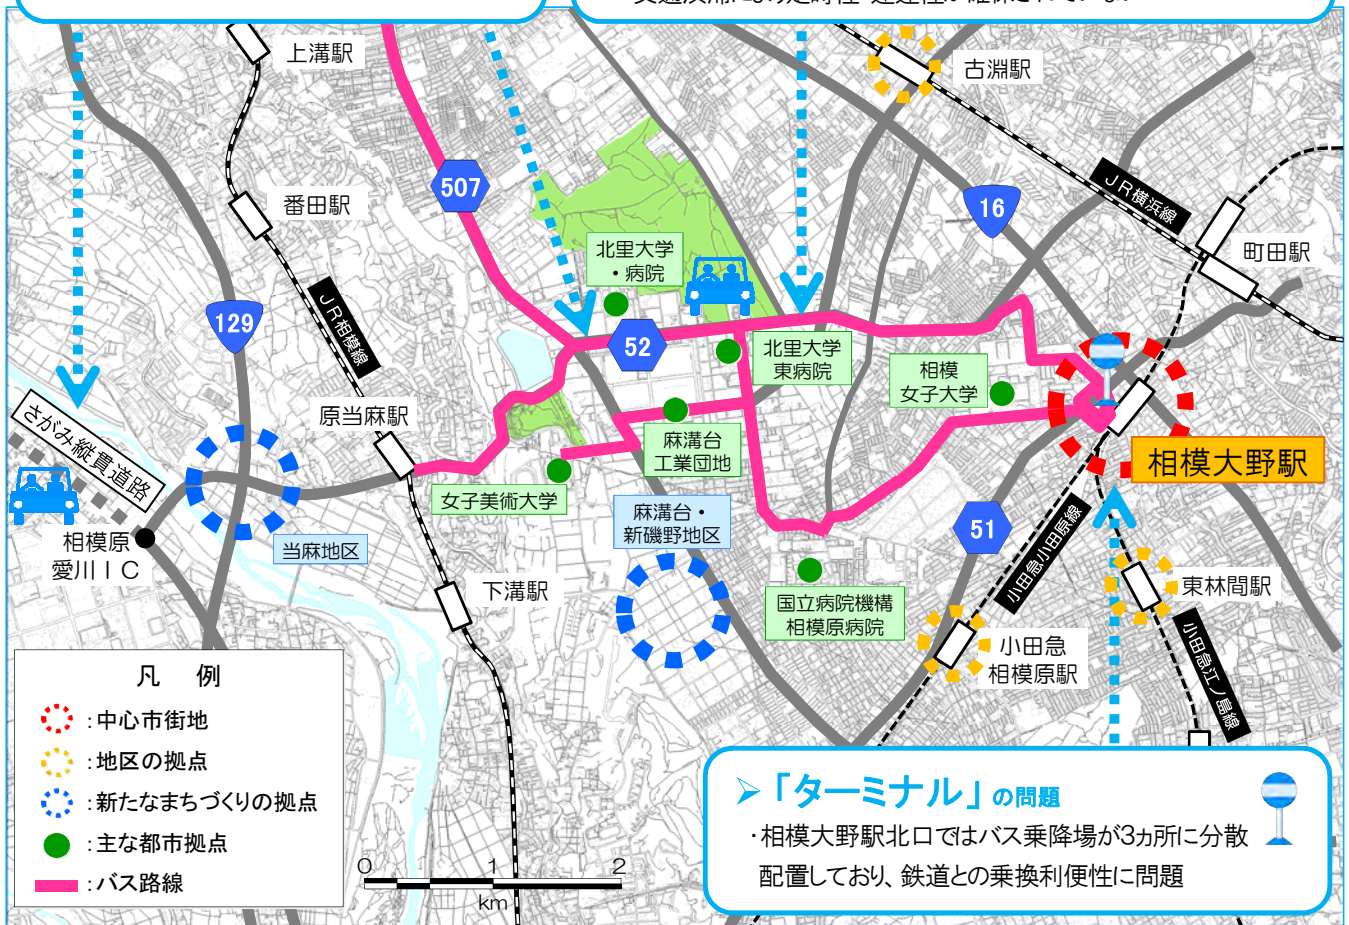 上溝駅
古淵駅
番田駅
507
16
JR横浜線
町田駅
北里大学
・病院
JR相模線
129
52
北里大学
東病院
相模
女子大学
原当麻駅
さがみ縦貫道路
麻溝台
工業団地
相模大野駅
女子美術大学
麻溝台・
新磯野地区
51
小田急小田原線
相模原
愛川IC
当麻地区
下溝駅
国立病院機構
相模原病院
東林間駅
小田急
相模原駅
小田急江ノ島線
凡 例
:中心市街地
:地区の拠点
:新たなまちづくりの拠点
:主な都市拠点
:バス路線
0 1 2
km
➢「ターミナル」の問題
・相模大野駅北口ではバス乗降場が3ヵ所に分散
配置しており、鉄道との乗換利便性に問題